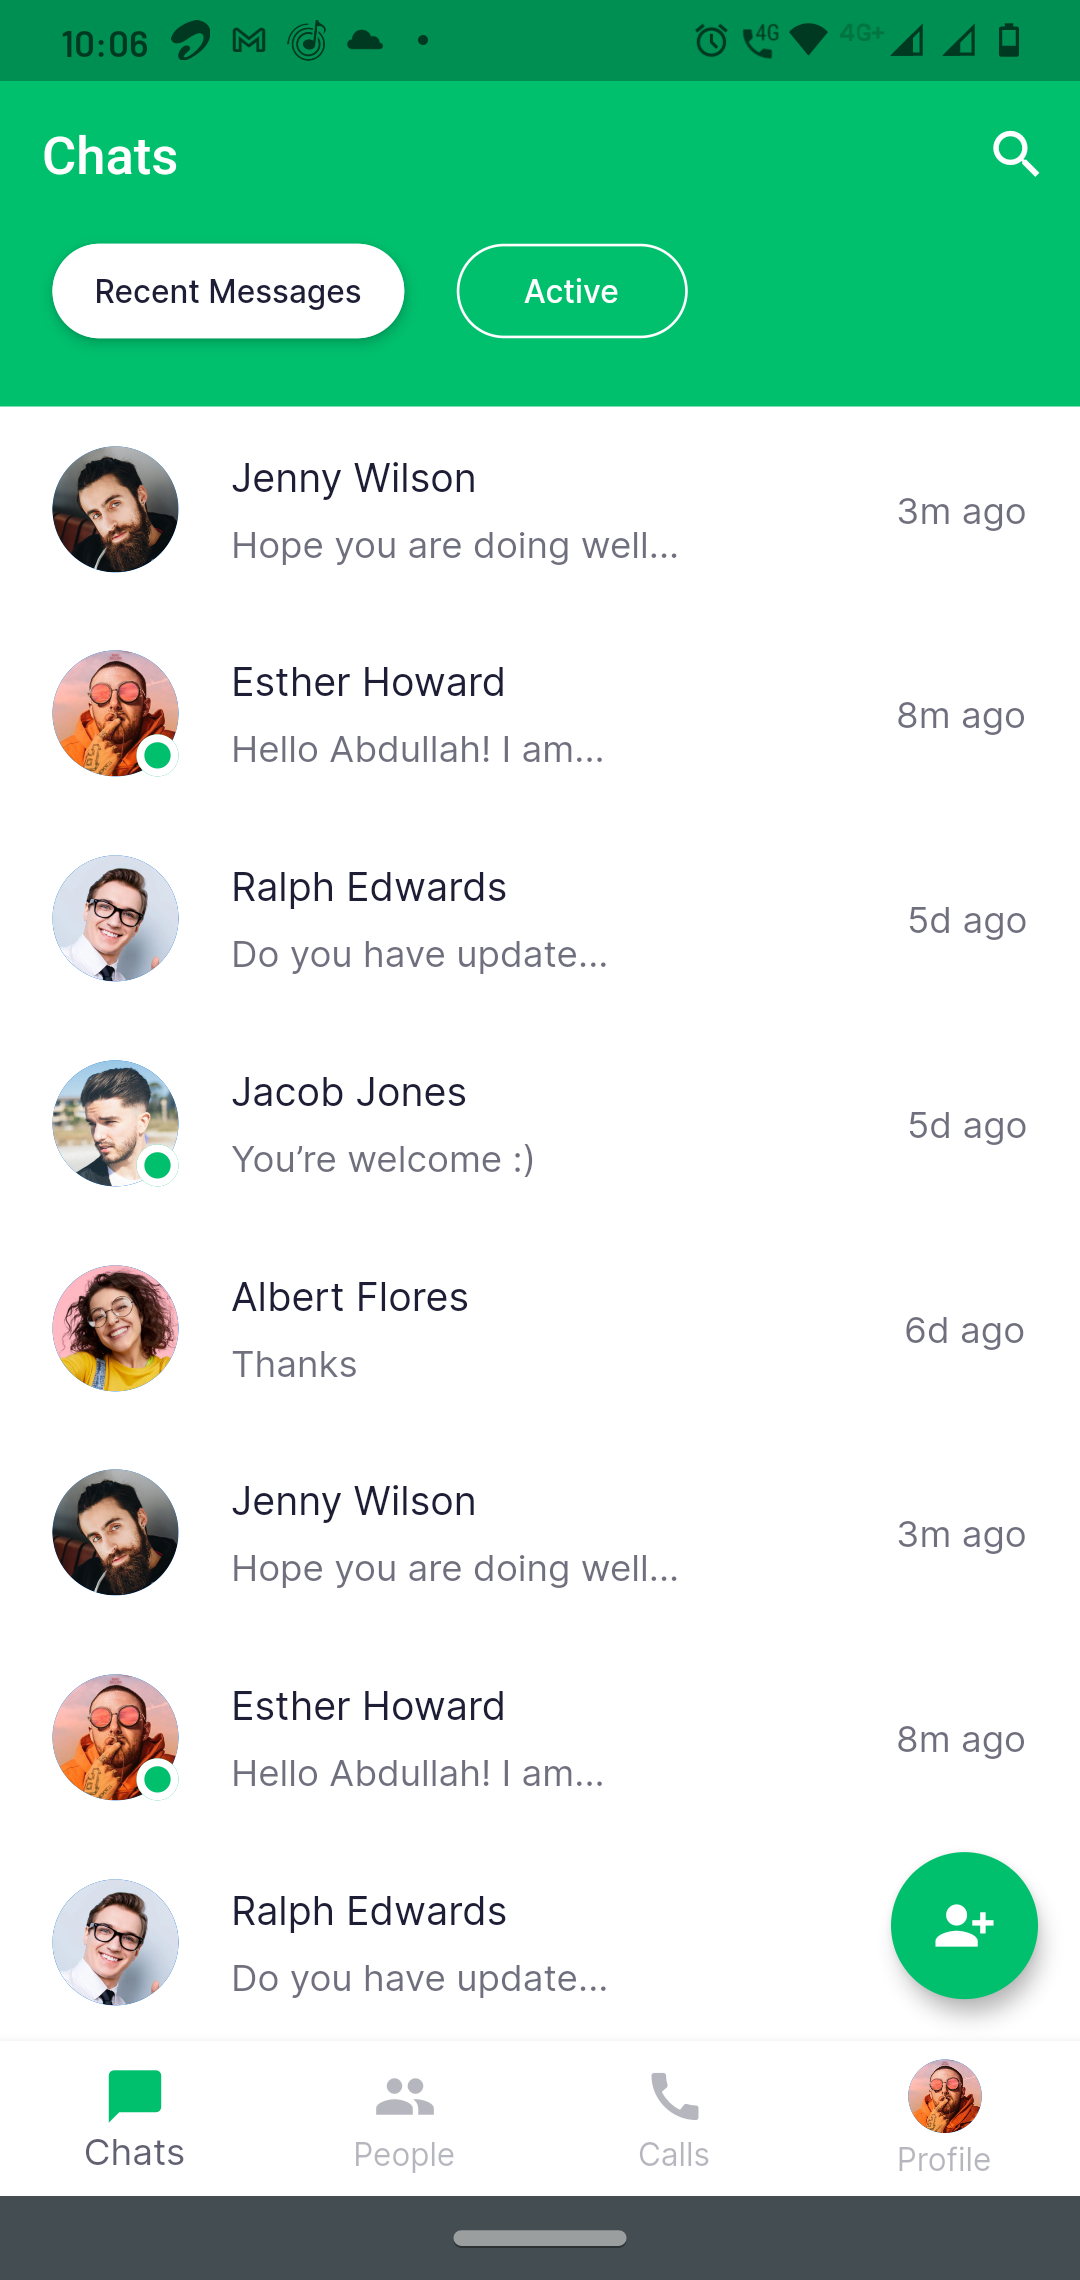 10:06
4G
4G+
Chats
Recent Messages
Active
Jenny Wilson
Hope you are doing well...
3m ago
Esther Howard
Hello Abdullah! I am...
8m ago
Ralph Edwards
Do you have update...
5d ago
Jacob Jones
You’re welcome :)
5d ago
Albert Flores
Thanks
6d ago
Jenny Wilson
Hope you are doing well...
3m ago
Esther Howard
Hello Abdullah! I am...
8m ago
Ralph Edwards
Do you have update...
Chats
People
Calls
Profile